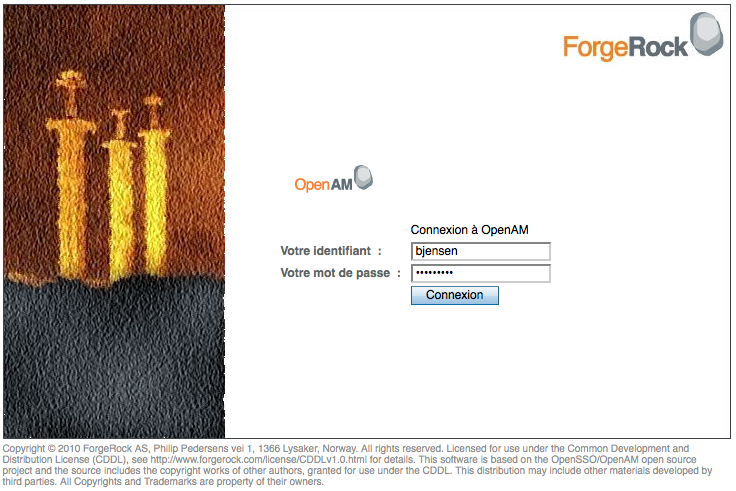 ForgeRock
OpenAM
Connexion à OpenAM
Votre identifiant :
bjensen
Votre mot de passe :
•••••••••
Connexion
Copyright © 2010 ForgeRock AS, Philip Pedersens vei 1, 1366 Lysaker, Norway. All rights reserved. Licensed for use under the Common Development and
Distribution License (CDDL), see http://www.forgerock.com/license/CDDLv1.0.html for details. This software is based on the OpenSSO/OpenAM open source
project and the source includes the copyright works of other authors, granted for use under the CDDL. This distribution may include other materials developed by
third parties. All Copyrights and Trademarks are property of their owners.